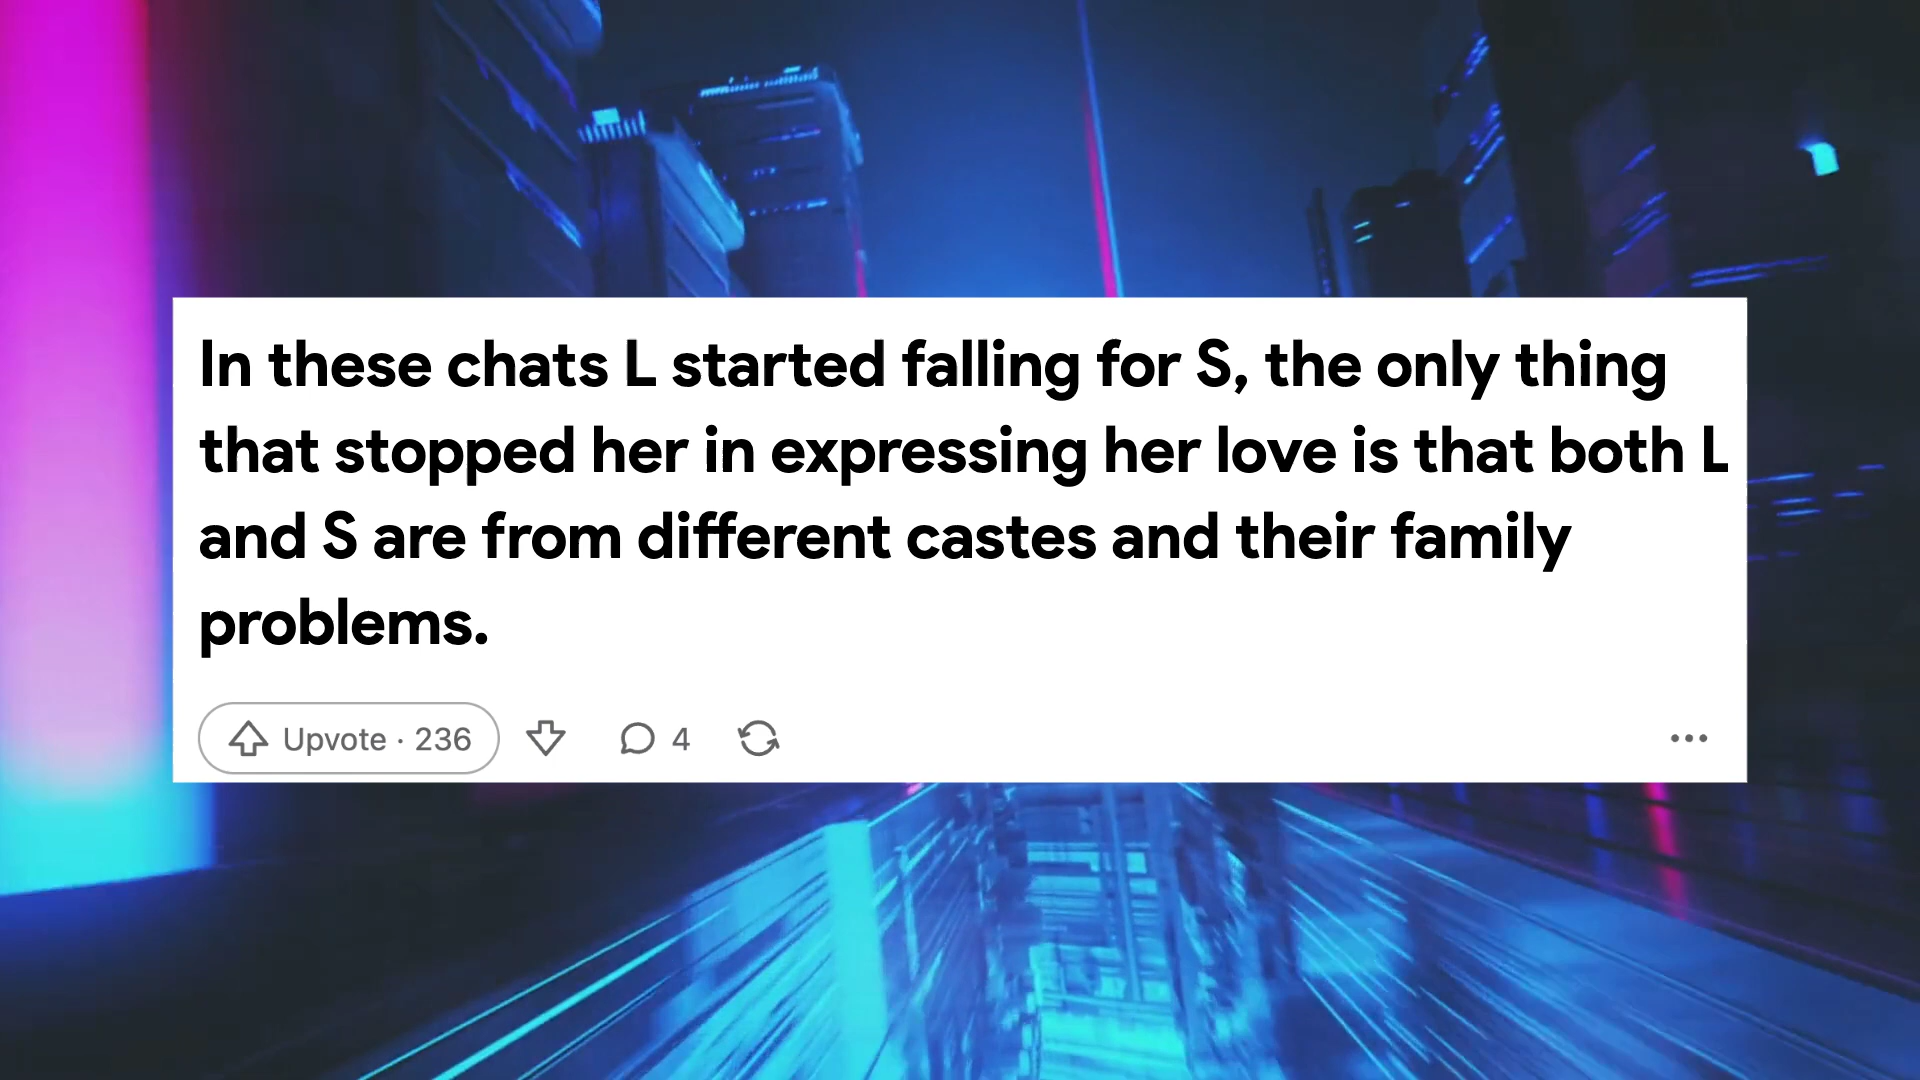 In these chats L started falling for S, the only thing
that stopped her in expressing her love is that both L
and S are from different castes and their family
problems.
Upvote · 236 4